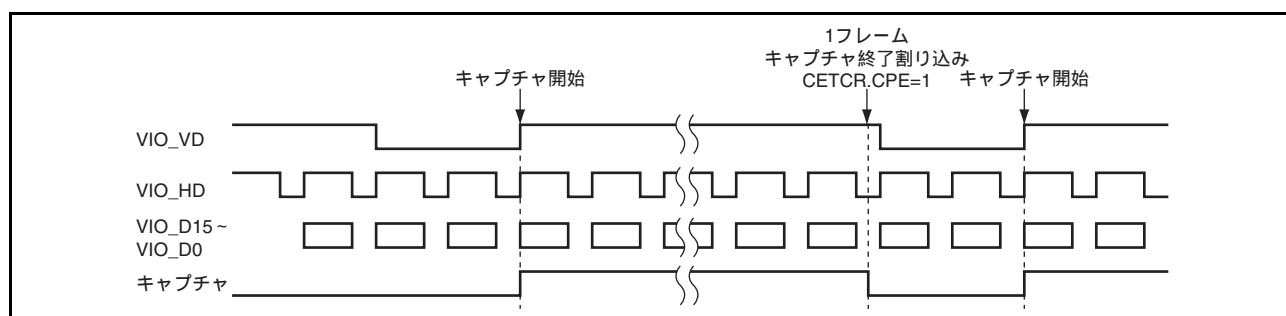 1フレーム
キャプチャ終了割り込み
キャプチャ開始
CETCR.CPE=1
キャプチャ開始
VIO_VD
VIO_HD
VIO_D15~
VIO_D0
キャプチャ